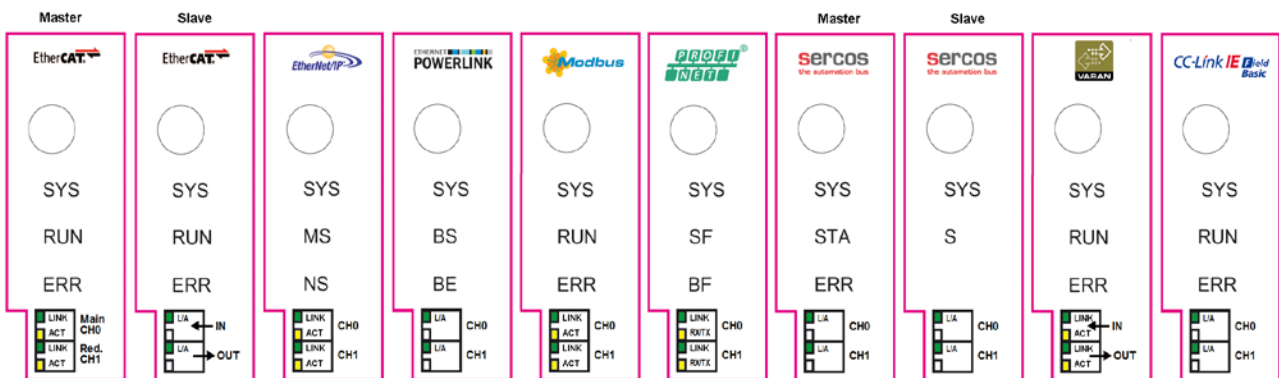 Master
EtherCAT.
SYS
RUN
ERR
LINK
ACT
Main
CH0
LINK
ACT
Red.
CH1
Slave
EtherCAT.
SYS
RUN
ERR
L/A
IN
L/A
OUT
EtherNet/IP
SYS
MS
NS
LINK
ACT
CH0
LINK
ACT
CH1
ETHERNET
POWERLINK
SYS
BS
BE
L/A
CH0
L/A
CH1
Modbus
SYS
RUN
ERR
LINK
ACT
CH0
LINK
ACT
CH1
PROFI
NET
®
SYS
SF
BF
LINK
RX/TX
CH0
LINK
RX/TX
CH1
Master
sercos
the automation bus
SYS
STA
ERR
L/A
CH0
L/A
CH1
Slave
sercos
the automation bus
SYS
S
L/A
CH0
L/A
CH1
VARAN
SYS
RUN
ERR
LINK
ACT
IN
LINK
ACT
OUT
CC-Link IE Field
Basic
SYS
RUN
ERR
L/A
CH0
L/A
CH1